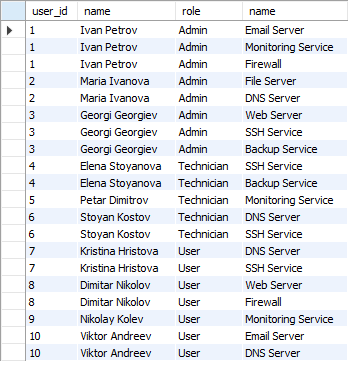 user_id name role name
1 Ivan Petrov Admin Email Server
1 Ivan Petrov Admin Monitoring Service
1 Ivan Petrov Admin Firewall
2 Maria Ivanova Admin File Server
2 Maria Ivanova Admin DNS Server
3 Georgi Georgiev Admin Web Server
3 Georgi Georgiev Admin SSH Service
3 Georgi Georgiev Admin Backup Service
4 Elena Stoyanova Technician SSH Service
4 Elena Stoyanova Technician Backup Service
5 Petar Dimitrov Technician Monitoring Service
6 Stoyan Kostov Technician DNS Server
6 Stoyan Kostov Technician SSH Service
7 Kristina Hristova User DNS Server
7 Kristina Hristova User SSH Service
8 Dimitar Nikolov User Web Server
8 Dimitar Nikolov User Firewall
9 Nikolay Kolev User Monitoring Service
10 Viktor Andreev User Email Server
10 Viktor Andreev User DNS Server